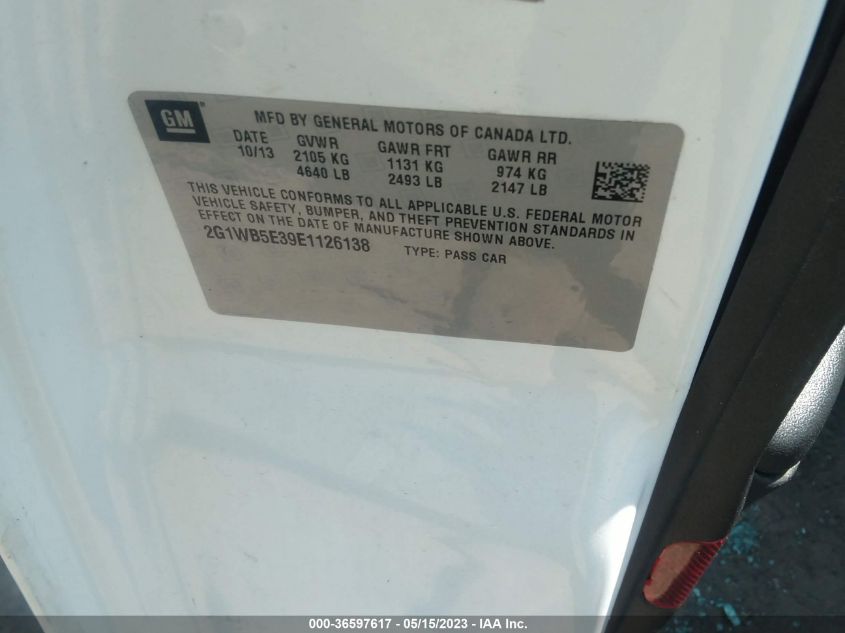 GM® MFD BY GENERAL MOTORS OF CANADA LTD.
DATE GVWR GAWR FRT GAWR RR
10/13 2105 KG 1131 KG 974 KG
4640 LB 2493 LB 2147 LB
THIS VEHICLE CONFORMS TO ALL APPLICABLE U.S. FEDERAL MOTOR
VEHICLE SAFETY, BUMPER, AND THEFT PREVENTION STANDARDS IN
EFFECT ON THE DATE OF MANUFACTURE SHOWN ABOVE.
2G1WB5E39E1126138 TYPE: PASS CAR
000-36597617 - 05/15/2023 - IAA Inc.